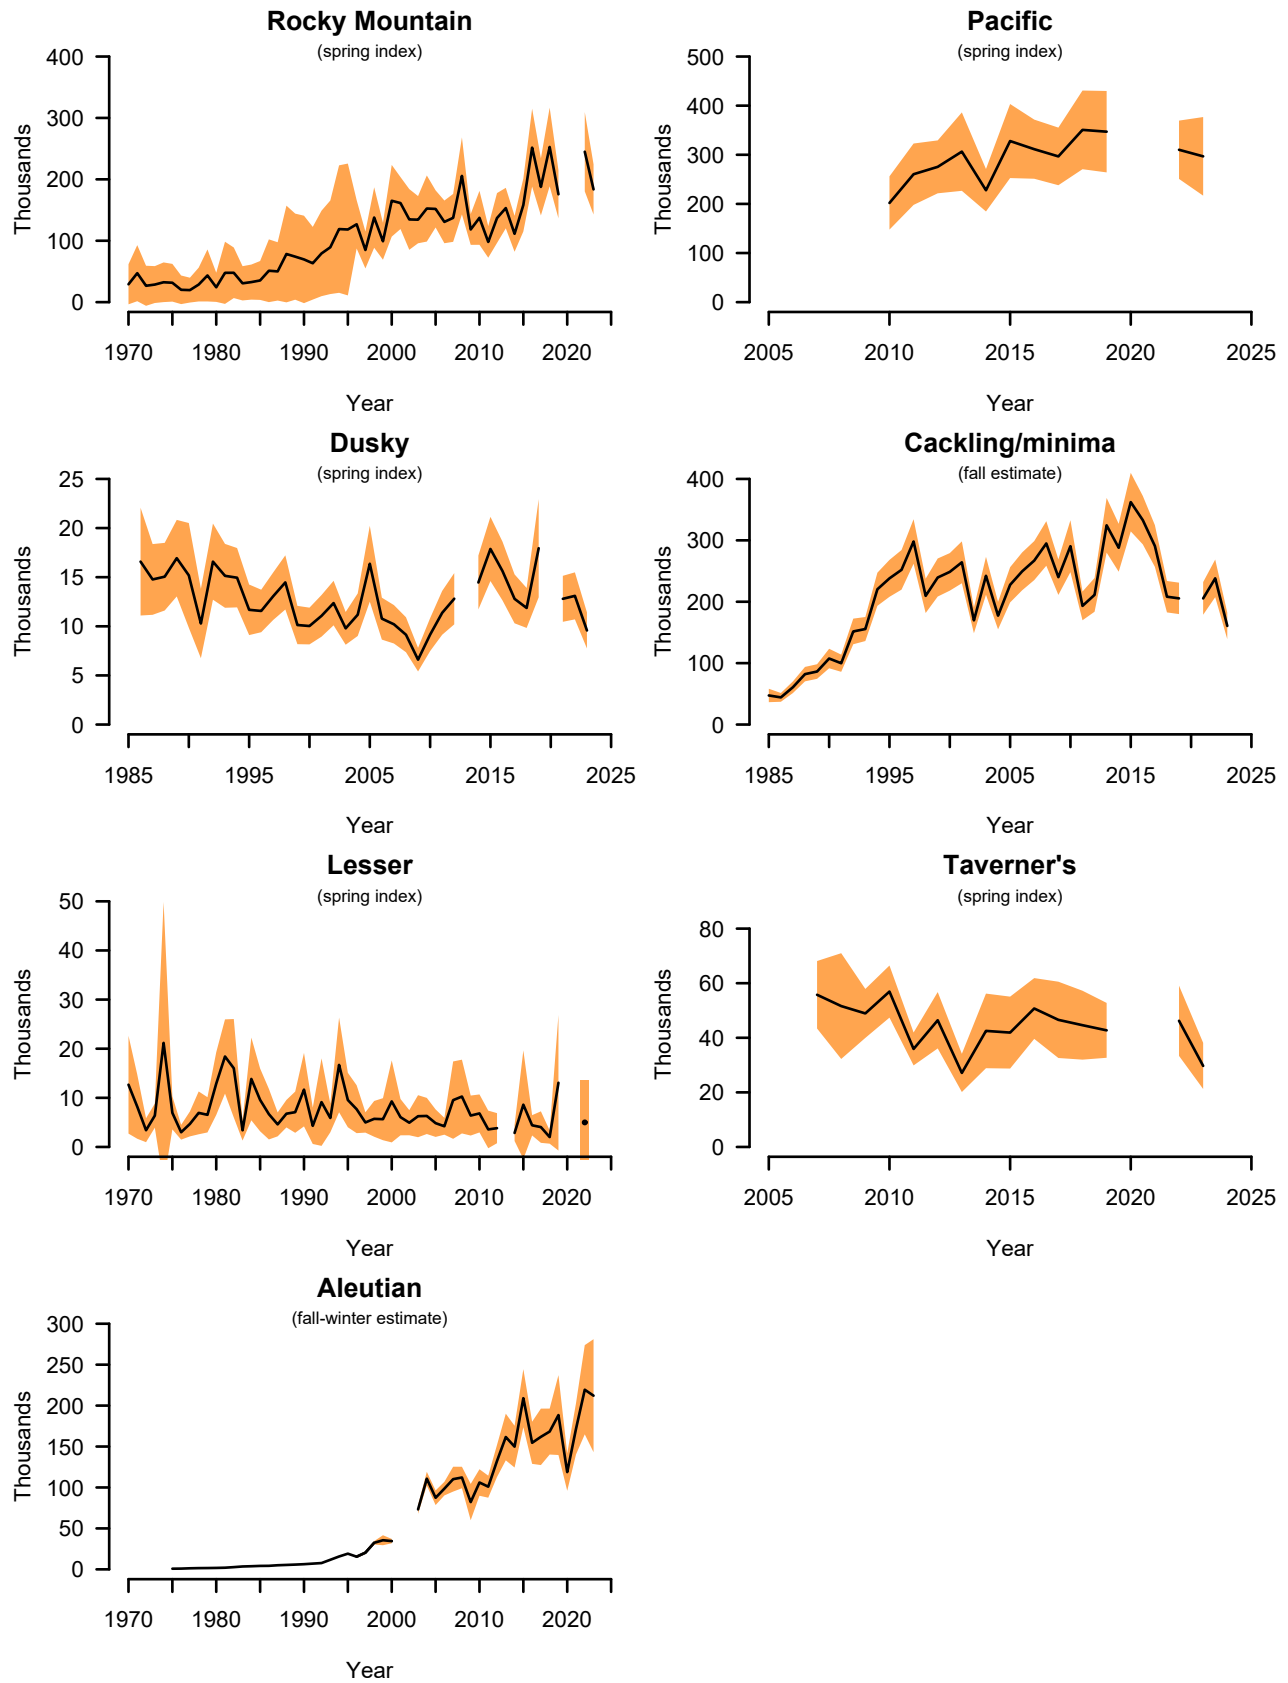 Rocky Mountain
(spring index)
Thousands
400
300
200
100
0
1970 1980 1990 2000 2010 2020
Year
Pacific
(spring index)
Thousands
500
400
300
200
100
0
2005 2010 2015 2020 2025
Year
Dusky
(spring index)
Thousands
25
20
15
10
5
0
1985 1995 2005 2015 2025
Year
Cackling/minima
(fall estimate)
Thousands
400
300
200
100
0
1985 1995 2005 2015 2025
Year
Lesser
(spring index)
Thousands
50
40
30
20
10
0
1970 1980 1990 2000 2010 2020
Year
Taverner's
(spring index)
Thousands
80
60
40
20
0
2005 2010 2015 2020 2025
Year
Aleutian
(fall-winter estimate)
Thousands
300
250
200
150
100
50
0
1970 1980 1990 2000 2010 2020
Year